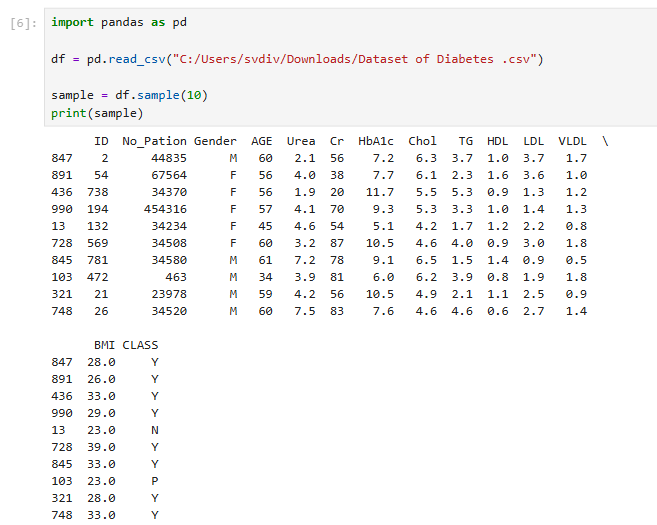 [6]: import pandas as pd
df = pd.read_csv("C:/Users/svdiv/Downloads/Dataset of Diabetes .csv")
sample = df.sample(10)
print(sample)
      ID  No_Pation Gender  AGE  Urea  Cr  HbA1c  Chol   TG  HDL  LDL  VLDL  \
847    2      44835      M   60   2.1  56    7.2   6.3  3.7  1.0  3.7   1.7
891   54      67564      F   56   4.0  38    7.7   6.1  2.3  1.6  3.6   1.0
436  738      34370      F   56   1.9  20   11.7   5.5  5.3  0.9  1.3   1.2
990  194     454316      F   57   4.1  70    9.3   5.3  3.3  1.0  1.4   1.3
13   132      34234      F   45   4.6  54    5.1   4.2  1.7  1.2  2.2   0.8
728  569      34508      F   60   3.2  87   10.5   4.6  4.0  0.9  3.0   1.8
845  781      34580      M   61   7.2  78    9.1   6.5  1.5  1.4  0.9   0.5
103  472        463      M   34   3.9  81    6.0   6.2  3.9  0.8  1.9   1.8
321   21      23978      M   59   4.2  56   10.5   4.9  2.1  1.1  2.5   0.9
748   26      34520      M   60   7.5  83    7.6   4.6  4.6  0.6  2.7   1.4
      BMI CLASS
847  28.0     Y
891  26.0     Y
436  33.0     Y
990  29.0     Y
13   23.0     N
728  39.0     Y
845  33.0     Y
103  23.0     P
321  28.0     Y
748  33.0     Y